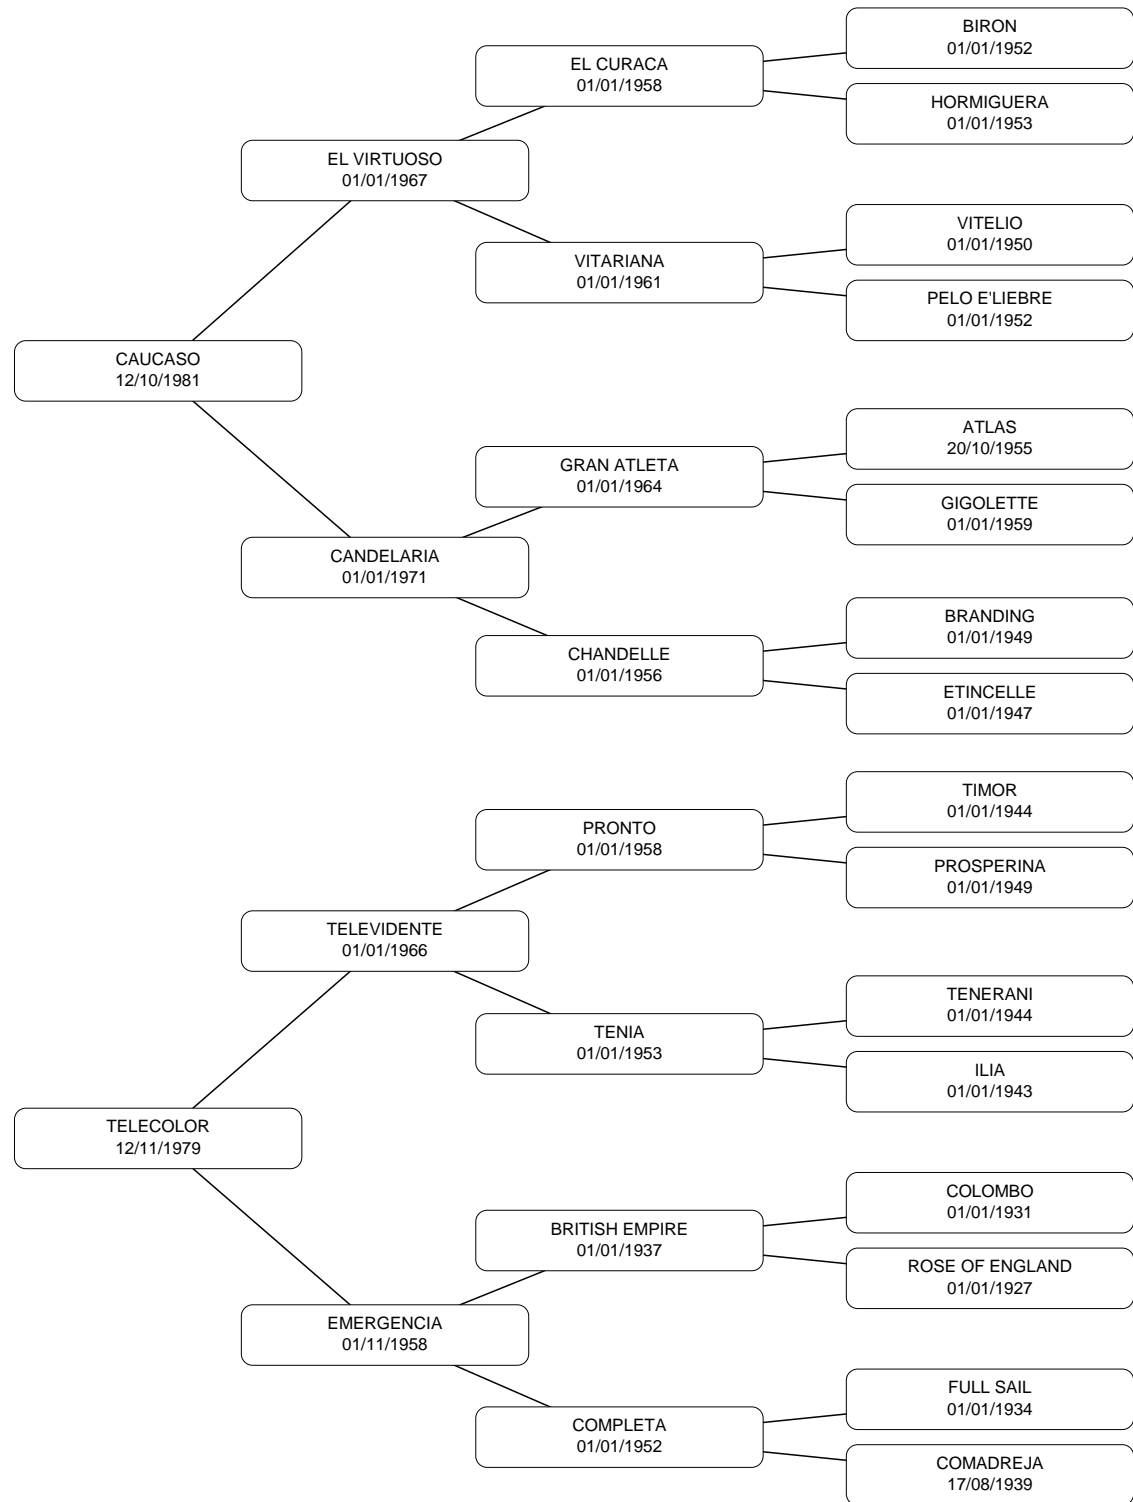 BIRON
01/01/1952
EL CURACA
01/01/1958
HORMIGUERA
01/01/1953
EL VIRTUOSO
01/01/1967
VITELIO
01/01/1950
VITARIANA
01/01/1961
PELO E'LIEBRE
01/01/1952
CAUCASO
12/10/1981
ATLAS
20/10/1955
GRAN ATLETA
01/01/1964
GIGOLETTE
01/01/1959
CANDELARIA
01/01/1971
BRANDING
01/01/1949
CHANDELLE
01/01/1956
ETINCELLE
01/01/1947
TIMOR
01/01/1944
PRONTO
01/01/1958
PROSPERINA
01/01/1949
TELEVIDENTE
01/01/1966
TENERANI
01/01/1944
TENIA
01/01/1953
ILIA
01/01/1943
TELECOLOR
12/11/1979
COLOMBO
01/01/1931
BRITISH EMPIRE
01/01/1937
ROSE OF ENGLAND
01/01/1927
EMERGENCIA
01/11/1958
FULL SAIL
01/01/1934
COMPLETA
01/01/1952
COMADREJA
17/08/1939